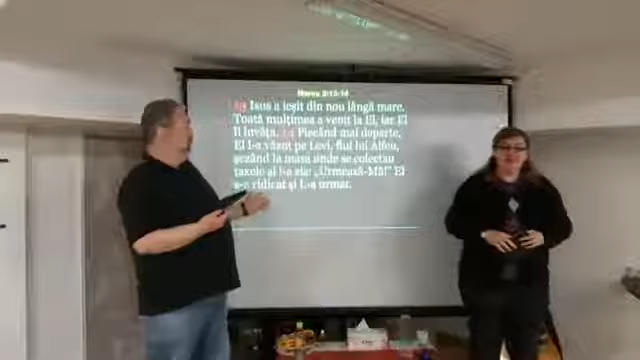 Marcu 2:13-14
13 Isus a ieșit din nou lângă mare.
Toată mulțimea a venit la El, iar El
îi învăța. 14 Plecând mai departe,
El l-a văzut pe Levi, fiul lui Alfeu,
șezând la masa unde se colectau
taxele și i-a zis: „Urmează-Mă!” El
s-a ridicat și L-a urmat.